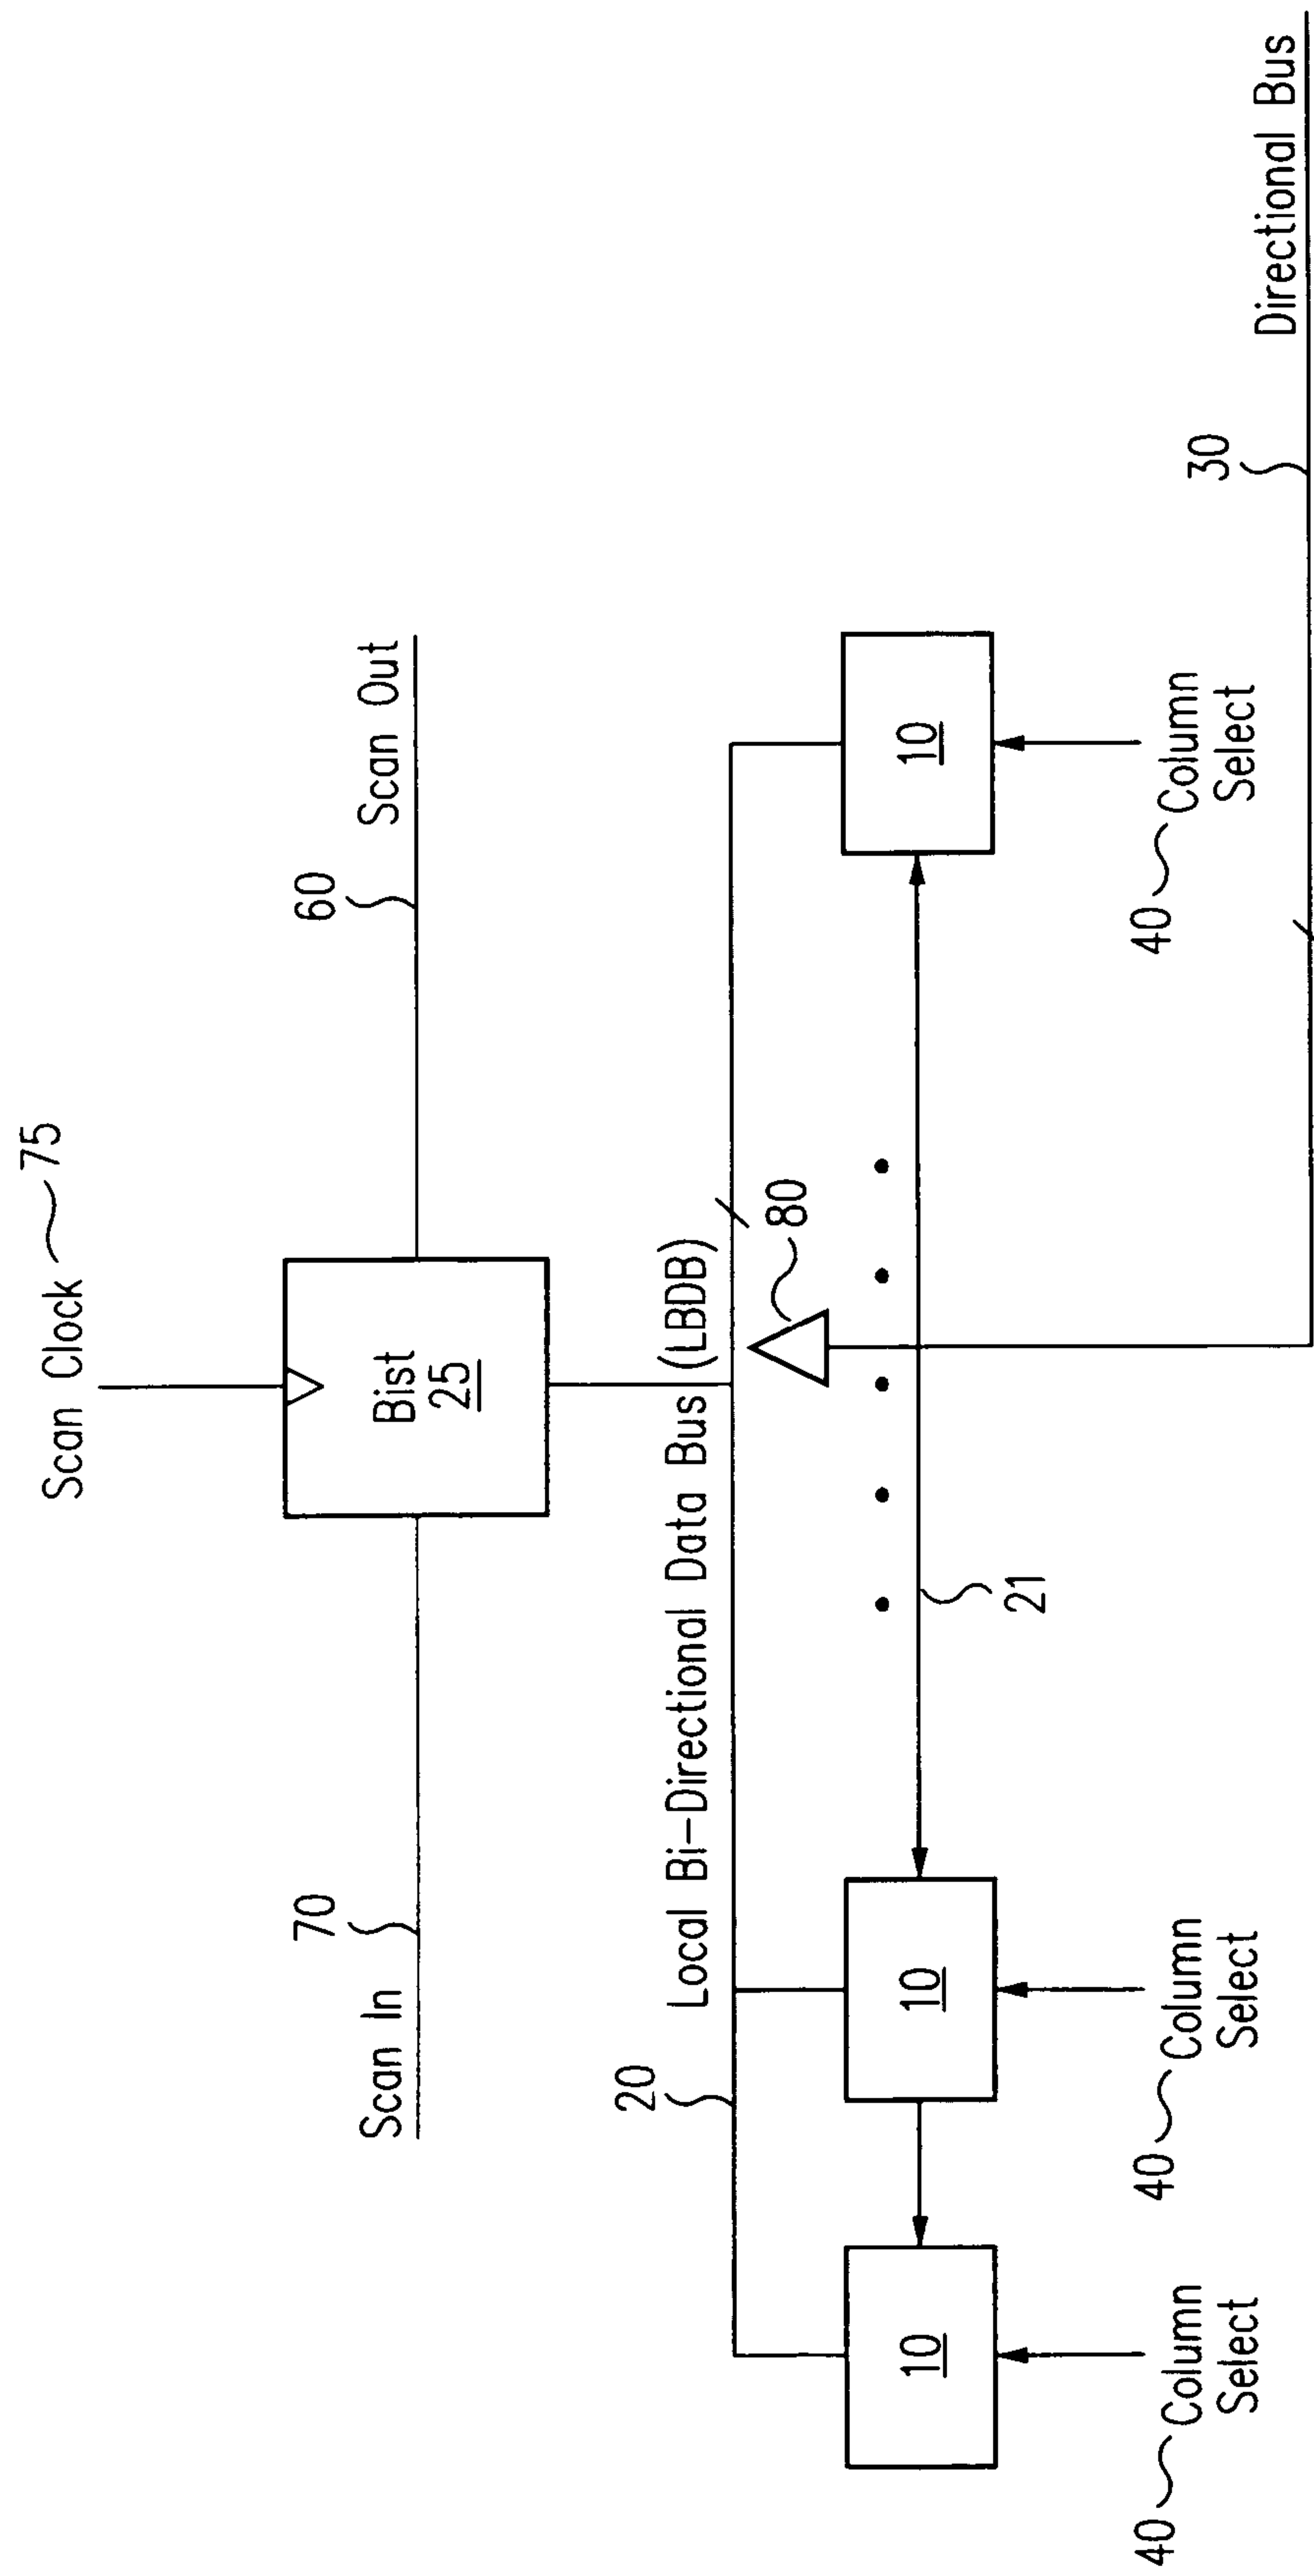 Scan Clock 75
70
60
Scan In
Scan Out
Bist
25
20
Local Bi-Directional Data Bus (LBDB)
80
10
10
10
21
40 Column
Select
40 Column
Select
40 Column
Select
30
Directional Bus